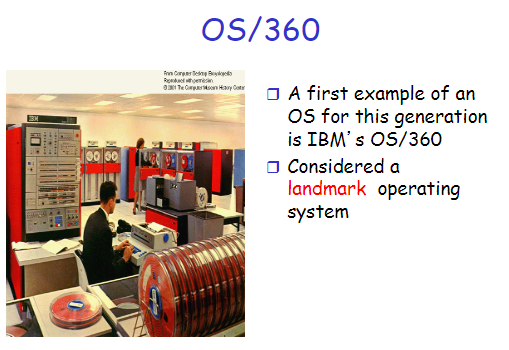 OS/360
From Computer Desktop Encyclopedia
Reproduced with permission.
© 2001 The Computer Museum History Center
IBM
❒ A first example of an
OS for this generation
is IBM’s OS/360
❒ Considered a
landmark operating
system